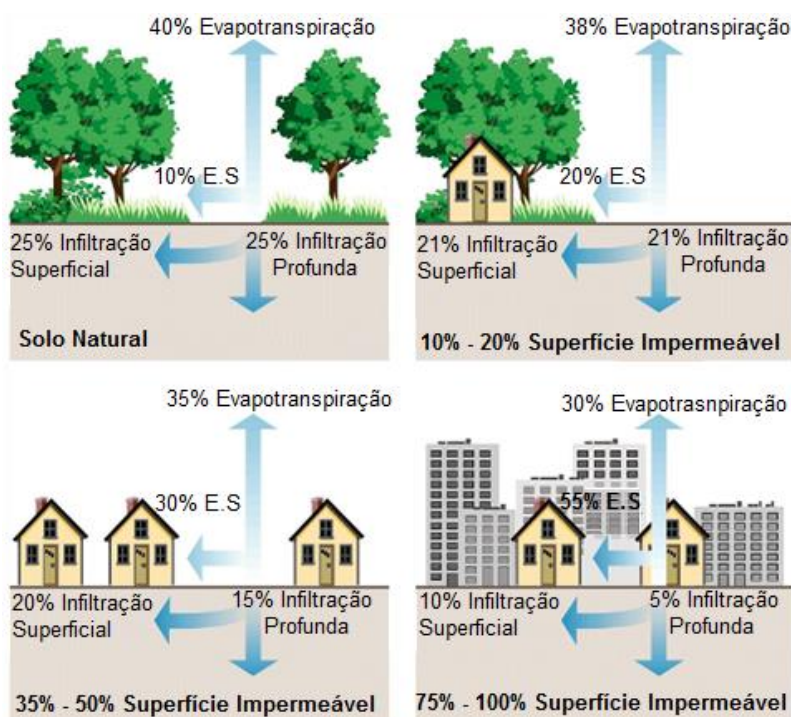 40% Evapotranspiração
10% E.S
25% Infiltração
Superficial
25% Infiltração
Profunda
Solo Natural
38% Evapotranspiração
20% E.S
21% Infiltração
Superficial
21% Infiltração
Profunda
10% - 20% Superfície Impermeável
35% Evapotranspiração
30% E.S
20% Infiltração
Superficial
15% Infiltração
Profunda
35% - 50% Superfície Impermeável
30% Evapotrasnpiração
55% E.S
10% Infiltração
Superficial
5% Infiltração
Profunda
75% - 100% Superfície Impermeável